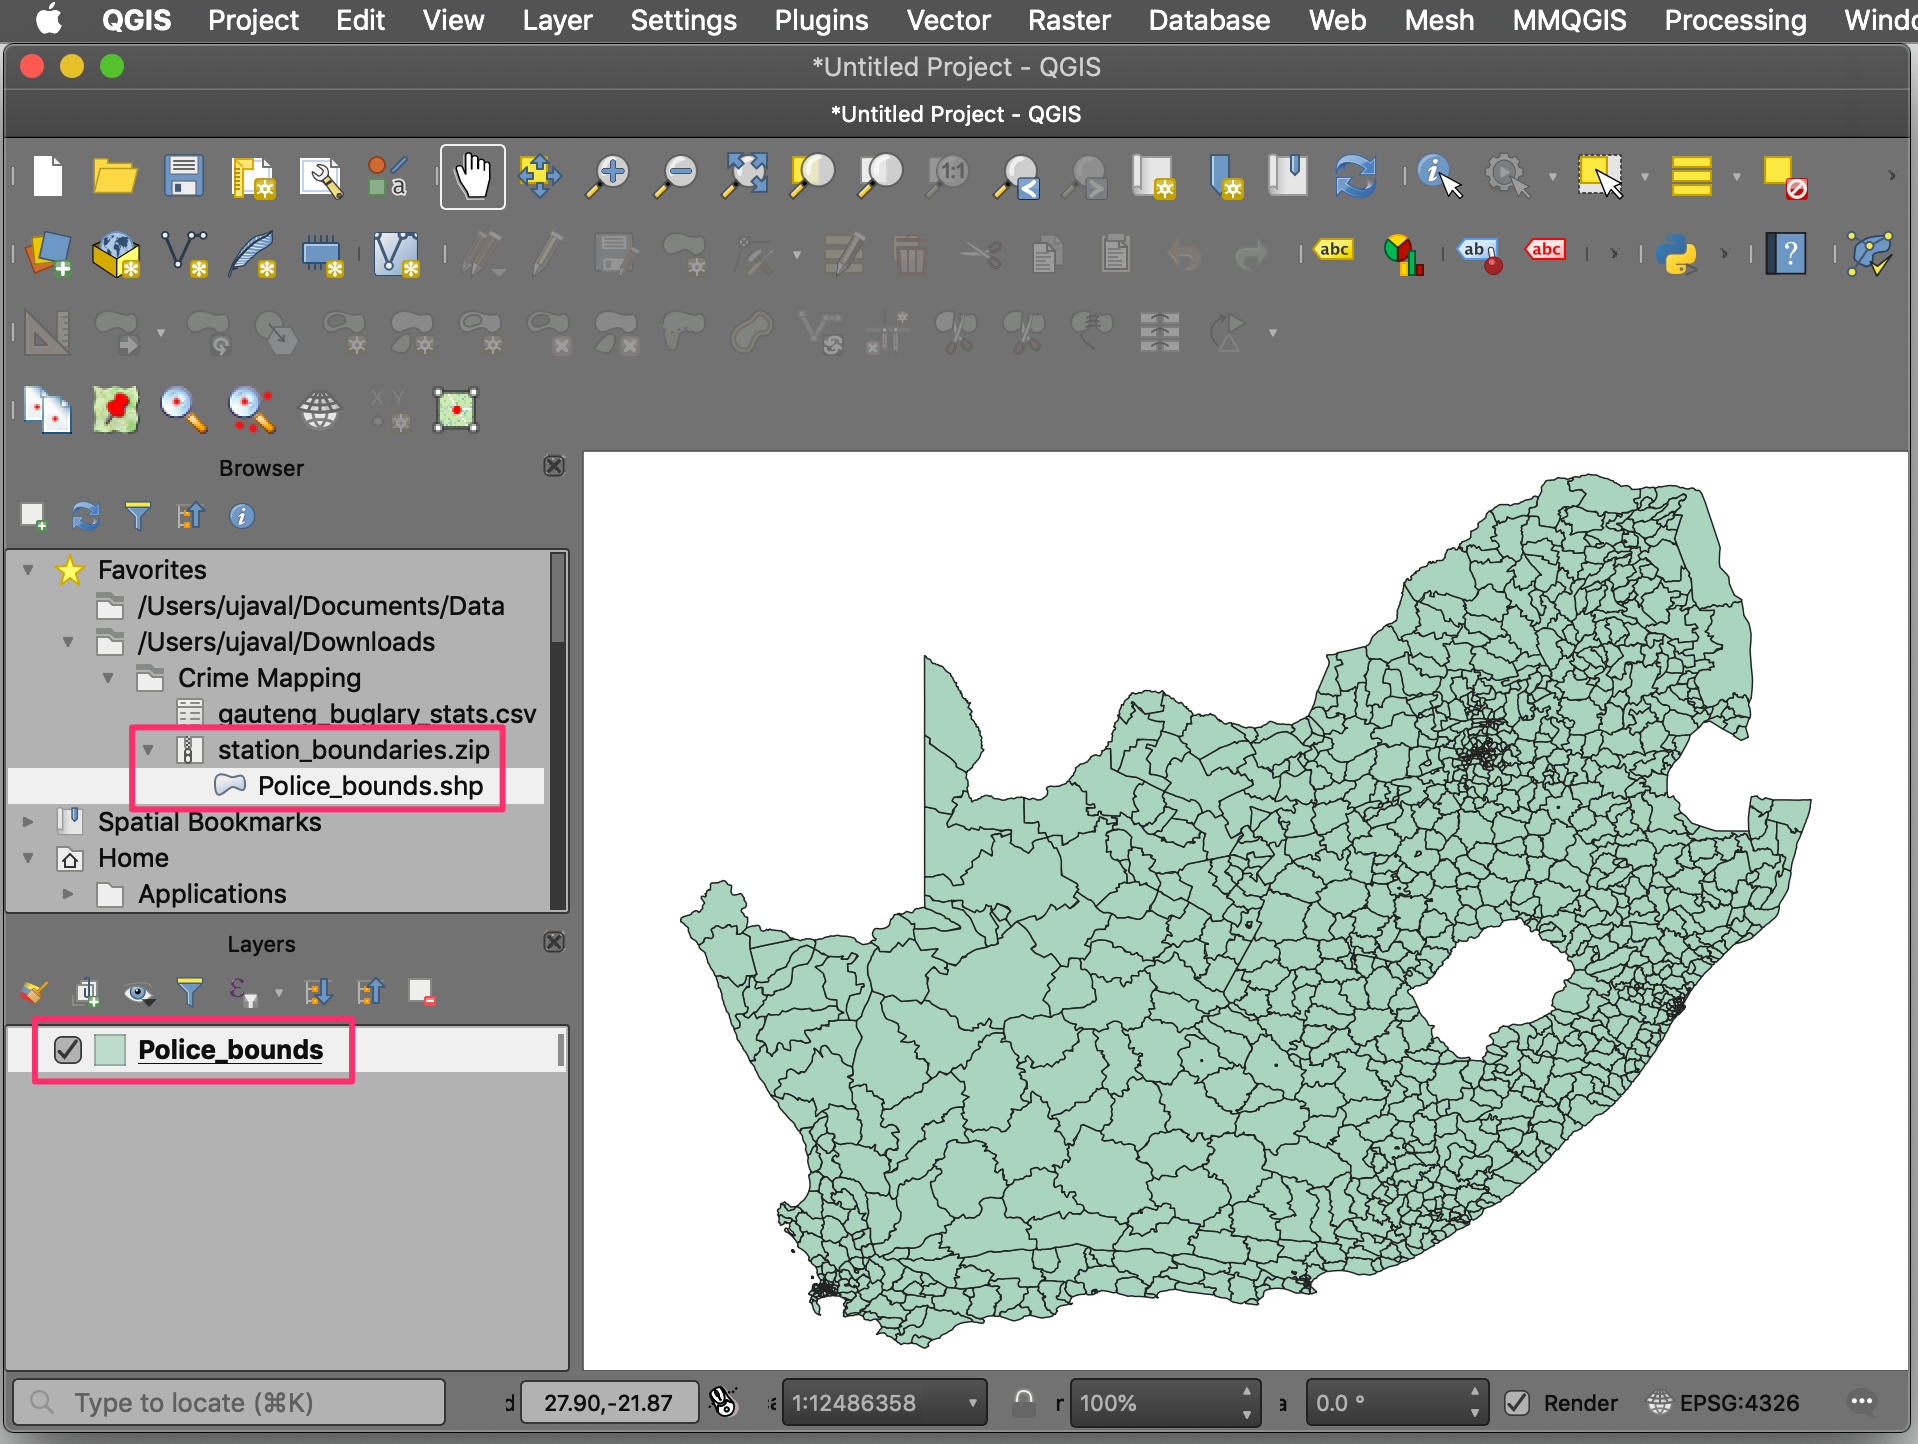 QGIS Project Edit View Layer Settings Plugins Vector Raster Database Web Mesh MMQGIS Processing
*Untitled Project - QGIS
*Untitled Project - QGIS
a 1:1 i
abc ab abc ?
X Y
Browser
i
Favorites
/Users/ujaval/Documents/Data
/Users/ujaval/Downloads
Crime Mapping
gauteng_buglary_stats.csv
station_boundaries.zip
Police_bounds.shp
Spatial Bookmarks
Home
Applications
Layers
ε
Police_bounds
Type to locate (⌘K) d 27.90,-21.87 1:12486358 r 100% a 0.0 ° Render EPSG:4326